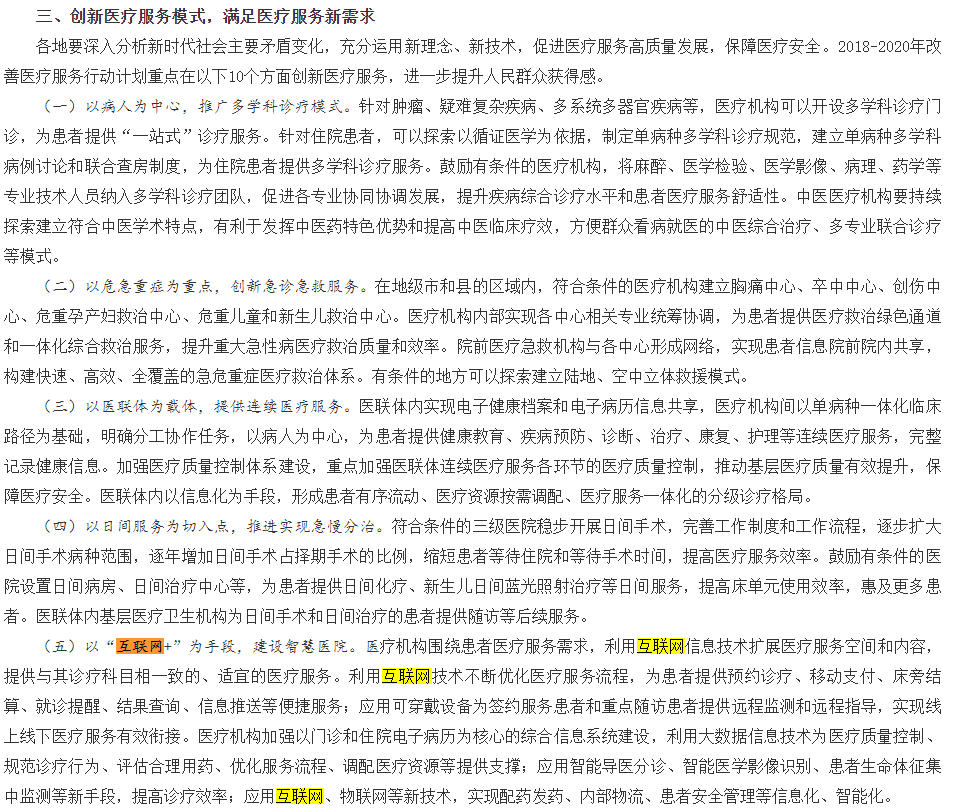 三、创新医疗服务模式，满足医疗服务新需求
各地要深入分析新时代社会主要矛盾变化，充分运用新理念、新技术，促进医疗服务高质量发展，保障医疗安全。2018-2020年改
善医疗服务行动计划重点在以下10个方面创新医疗服务，进一步提升人民群众获得感。
（一）以病人为中心，推广多学科诊疗模式。针对肿瘤、疑难复杂疾病、多系统多器官疾病等，医疗机构可以开设多学科诊疗门
诊，为患者提供“一站式”诊疗服务。针对住院患者，可以探索以循证医学为依据，制定单病种多学科诊疗规范，建立单病种多学科
病例讨论和联合查房制度，为住院患者提供多学科诊疗服务。鼓励有条件的医疗机构，将麻醉、医学检验、医学影像、病理、药学等
专业技术人员纳入多学科诊疗团队，促进各专业协同协调发展，提升疾病综合诊疗水平和患者医疗服务舒适性。中医医疗机构要持续
探索建立符合中医学术特点，有利于发挥中医药特色优势和提高中医临床疗效，方便群众看病就医的中医综合治疗、多专业联合诊疗
等模式。
（二）以危急重症为重点，创新急诊急救服务。在地级市和县的区域内，符合条件的医疗机构建立胸痛中心、卒中中心、创伤中
心、危重孕产妇救治中心、危重儿童和新生儿救治中心。医疗机构内部实现各中心相关专业统筹协调，为患者提供医疗救治绿色通道
和一体化综合救治服务，提升重大急性病医疗救治质量和效率。院前医疗急救机构与各中心形成网络，实现患者信息院前院内共享，
构建快速、高效、全覆盖的急危重症医疗救治体系。有条件的地方可以探索建立陆地、空中立体救援模式。
（三）以医联体为载体，提供连续医疗服务。医联体内实现电子健康档案和电子病历信息共享，医疗机构间以单病种一体化临床
路径为基础，明确分工协作任务，以病人为中心，为患者提供健康教育、疾病预防、诊断、治疗、康复、护理等连续医疗服务，完整
记录健康信息。加强医疗质量控制体系建设，重点加强医联体连续医疗服务各环节的医疗质量控制，推动基层医疗质量有效提升，保
障医疗安全。医联体内以信息化为手段，形成患者有序流动、医疗资源按需调配、医疗服务一体化的分级诊疗格局。
（四）以日间服务为切入点，推进实现急慢分治。符合条件的三级医院稳步开展日间手术，完善工作制度和工作流程，逐步扩大
日间手术病种范围，逐年增加日间手术占择期手术的比例，缩短患者等待住院和等待手术时间，提高医疗服务效率。鼓励有条件的医
院设置日间病房、日间治疗中心等，为患者提供日间化疗、新生儿日间蓝光照射治疗等日间服务，提高床单元使用效率，惠及更多患
者。医联体内基层医疗卫生机构为日间手术和日间治疗的患者提供随访等后续服务。
（五）以“互联网+”为手段，建设智慧医院。医疗机构围绕患者医疗服务需求，利用互联网信息技术扩展医疗服务空间和内容，
提供与其诊疗科目相一致的、适宜的医疗服务。利用互联网技术不断优化医疗服务流程，为患者提供预约诊疗、移动支付、床旁结
算、就诊提醒、结果查询、信息推送等便捷服务；应用可穿戴设备为签约服务患者和重点随访患者提供远程监测和远程指导，实现线
上线下医疗服务有效衔接。医疗机构加强以门诊和住院电子病历为核心的综合信息系统建设，利用大数据信息技术为医疗质量控制、
规范诊疗行为、评估合理用药、优化服务流程、调配医疗资源等提供支撑；应用智能导医分诊、智能医学影像识别、患者生命体征集
中监测等新手段，提高诊疗效率；应用互联网、物联网等新技术，实现配药发药、内部物流、患者安全管理等信息化、智能化。